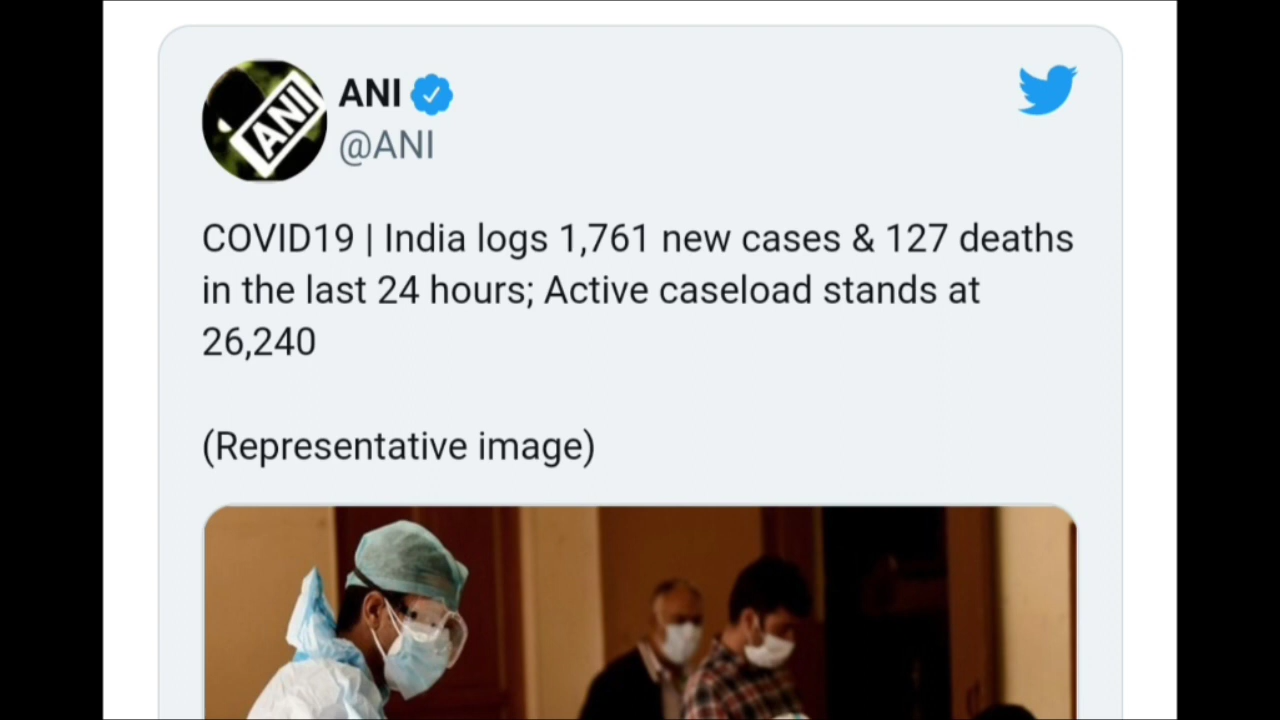 ANI
ANI
@ANI
COVID19 | India logs 1,761 new cases & 127 deaths
in the last 24 hours; Active caseload stands at
26,240
(Representative image)